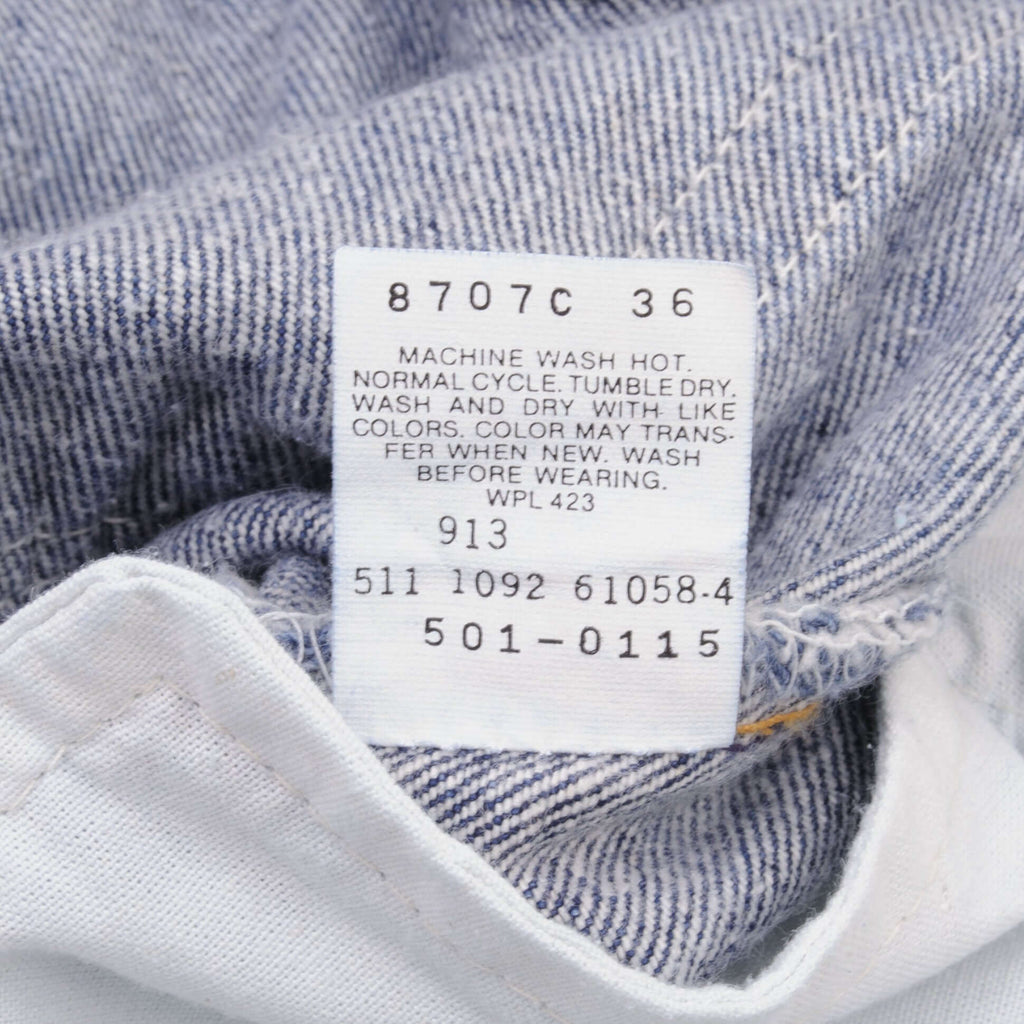 8707C 36
MACHINE WASH HOT.
NORMAL CYCLE. TUMBLE DRY.
WASH AND DRY WITH LIKE
COLORS. COLOR MAY TRANS-
FER WHEN NEW. WASH
BEFORE WEARING.
WPL 423
913
511 1092 61058-4
501-0115